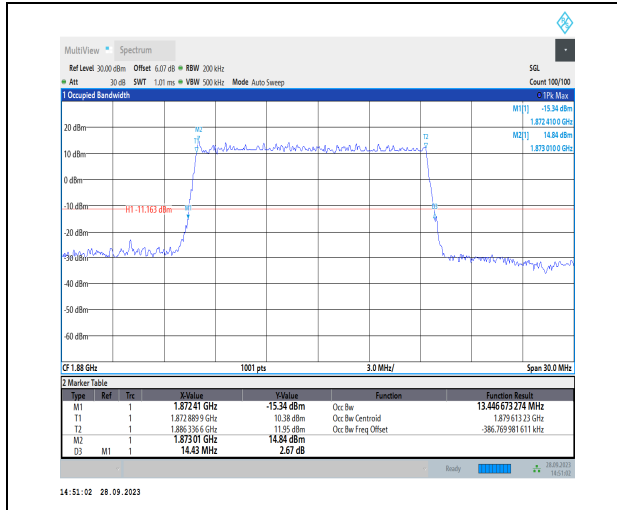 MultiView Spectrum
Ref Level 30.00 dBm Offset 6.07 dB RBW 200 kHz SGL
Att 30 dB SWT 1.01 ms VBW 500 kHz Mode Auto Sweep Count 100/100
1 Occupied Bandwidth 1Pk Max
M1[1] -15.34 dBm
1.872 410 0 GHz
M2[1] 14.84 dBm
1.873 010 0 GHz
20 dBm
M2
T1
T2
10 dBm
0 dBm
-10 dBm
H1 -11.163 dBm
M1
D3
-20 dBm
-30 dBm
-40 dBm
-50 dBm
-60 dBm
CF 1.88 GHz 1001 pts 3.0 MHz/ Span 30.0 MHz
2 Marker Table
Type Ref Trc X-Value Y-Value Function Function Result
M1 1 1.872 41 GHz -15.34 dBm Occ Bw 13.446 673 274 MHz
T1 1 1.872 889 9 GHz 10.38 dBm Occ Bw Centroid 1.879 613 23 GHz
T2 1 1.886 336 6 GHz 11.95 dBm Occ Bw Freq Offset -386.769 981 611 kHz
M2 1 1.873 01 GHz 14.84 dBm
D3 M1 1 14.43 MHz 2.67 dB
Ready 28.09.2023
14:51:02
14:51:02 28.09.2023